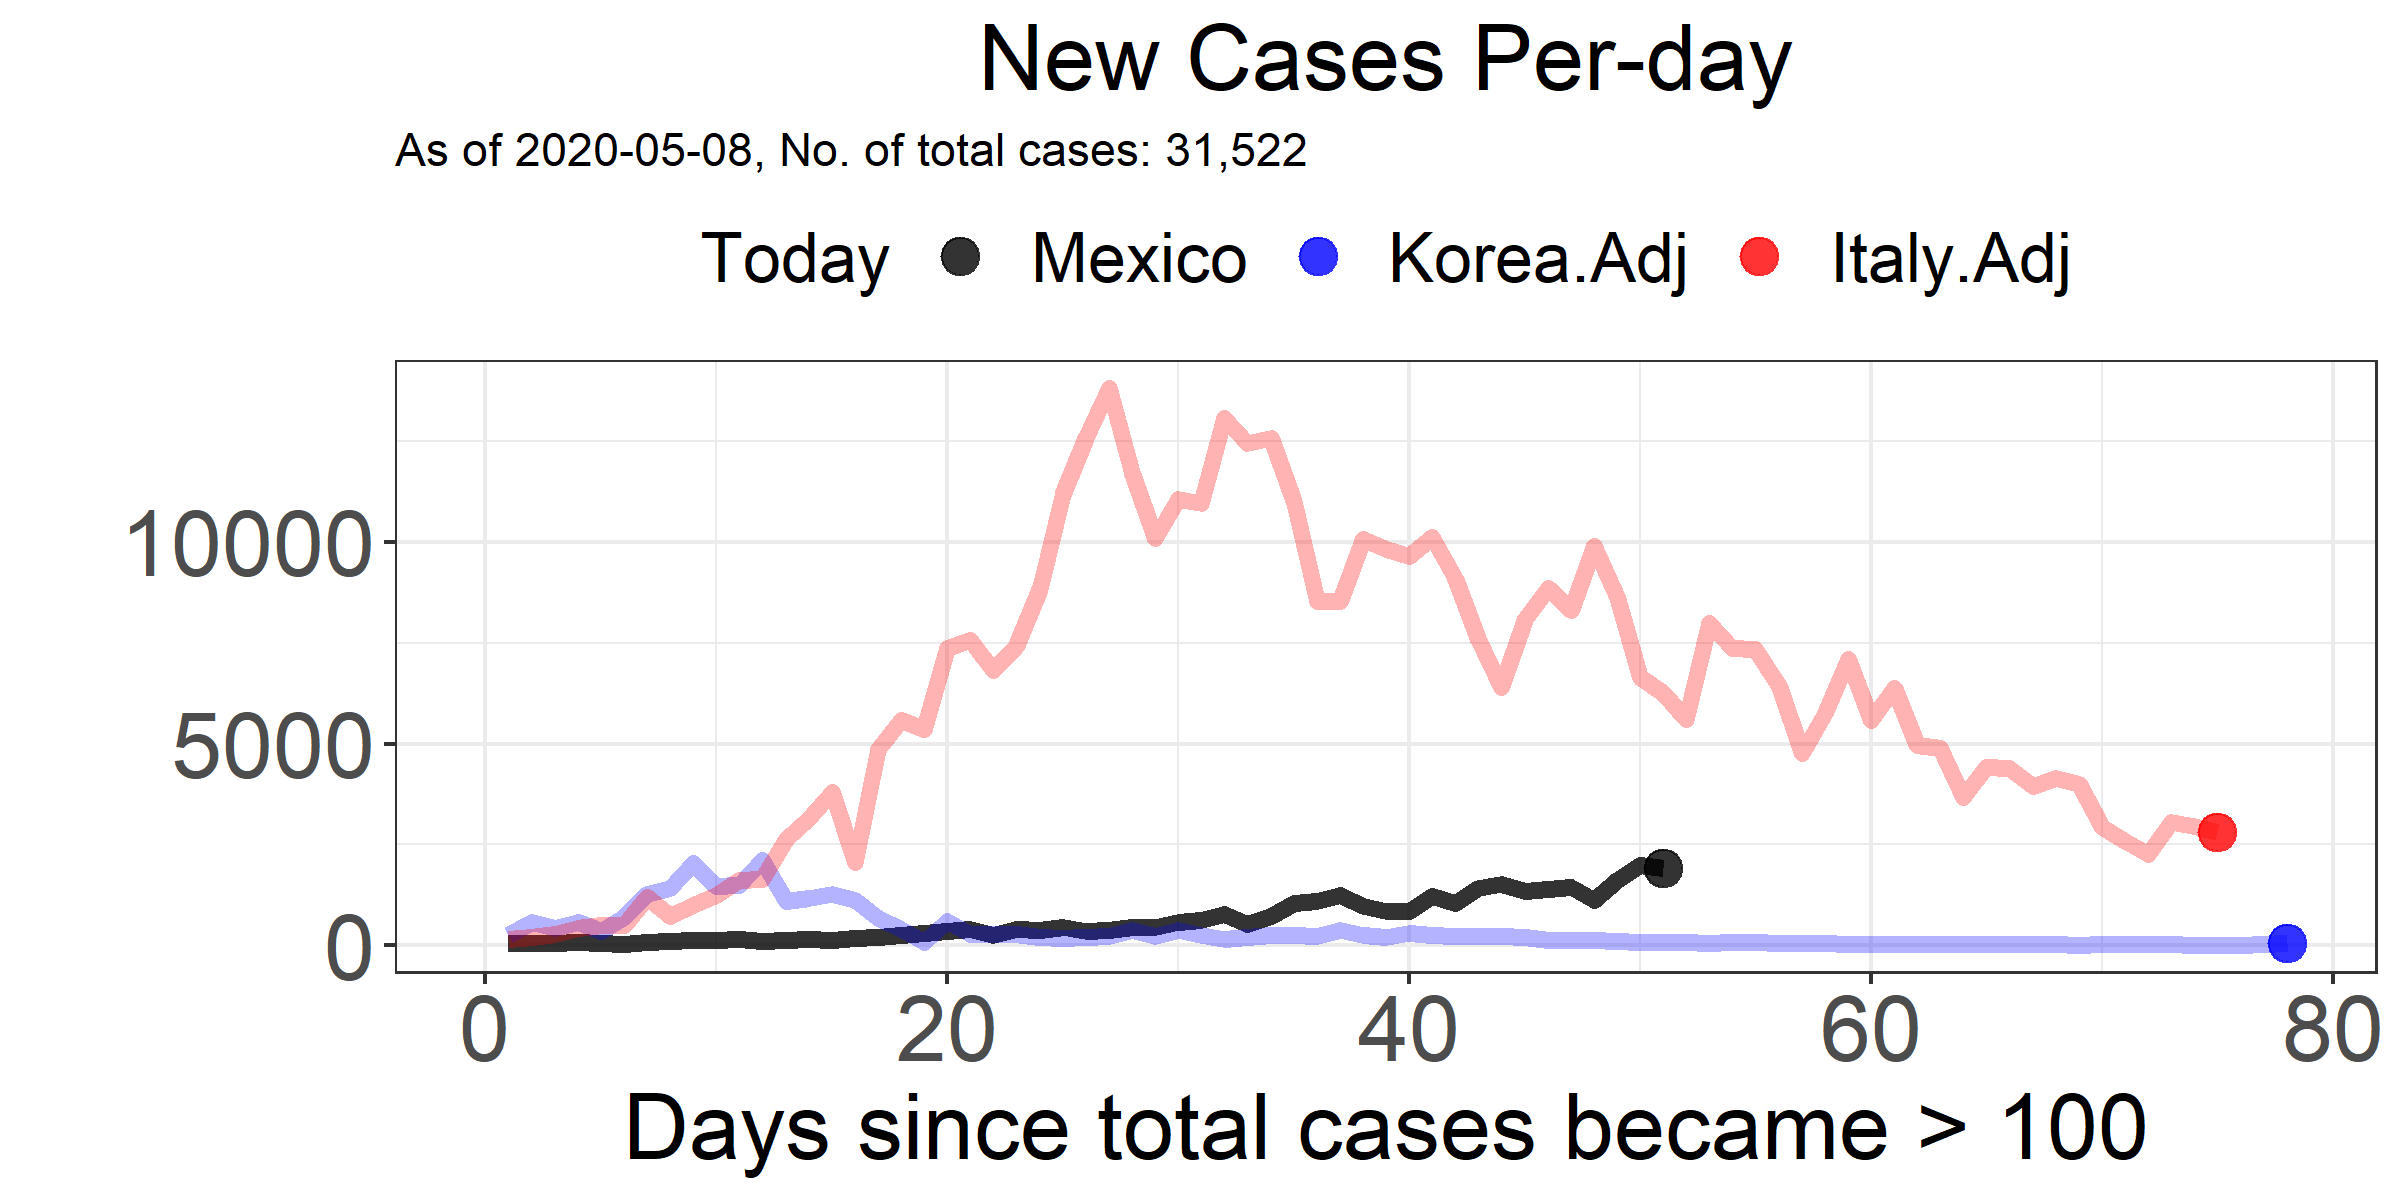 New Cases Per-day
As of 2020-05-08, No. of total cases: 31,522
Today Mexico Korea.Adj Italy.Adj
10000
5000
0
0 20 40 60 80
Days since total cases became > 100